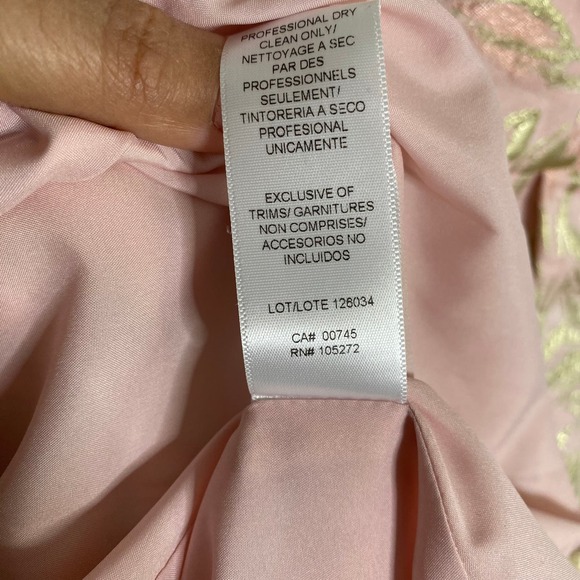 PROFESSIONAL DRY
CLEAN ONLY/
NETTOYAGE A SEC
PAR DES
PROFESSIONNELS
SEULEMENT/
TINTORERIA A SECO
PROFESIONAL
UNICAMENTE
EXCLUSIVE OF
TRIMS/ GARNITURES
NON COMPRISES/
ACCESORIOS NO
INCLUIDOS
LOT/LOTE 126034
CA# 00745
RN# 105272